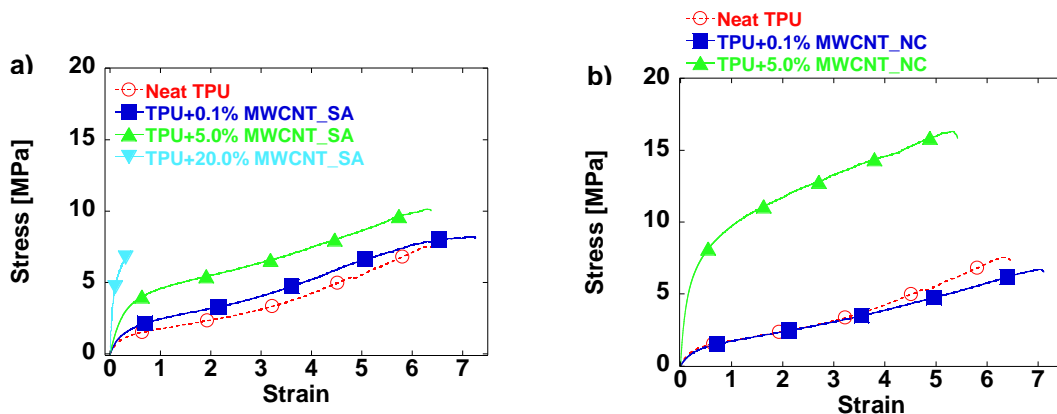 a)
Neat TPU
TPU+0.1% MWCNT_SA
TPU+5.0% MWCNT_SA
TPU+20.0% MWCNT_SA
20
15
10
5
0
Stress [MPa]
0 1 2 3 4 5 6 7
Strain
Neat TPU
TPU+0.1% MWCNT_NC
TPU+5.0% MWCNT_NC
b)
20
15
10
5
0
Stress [MPa]
0 1 2 3 4 5 6 7
Strain